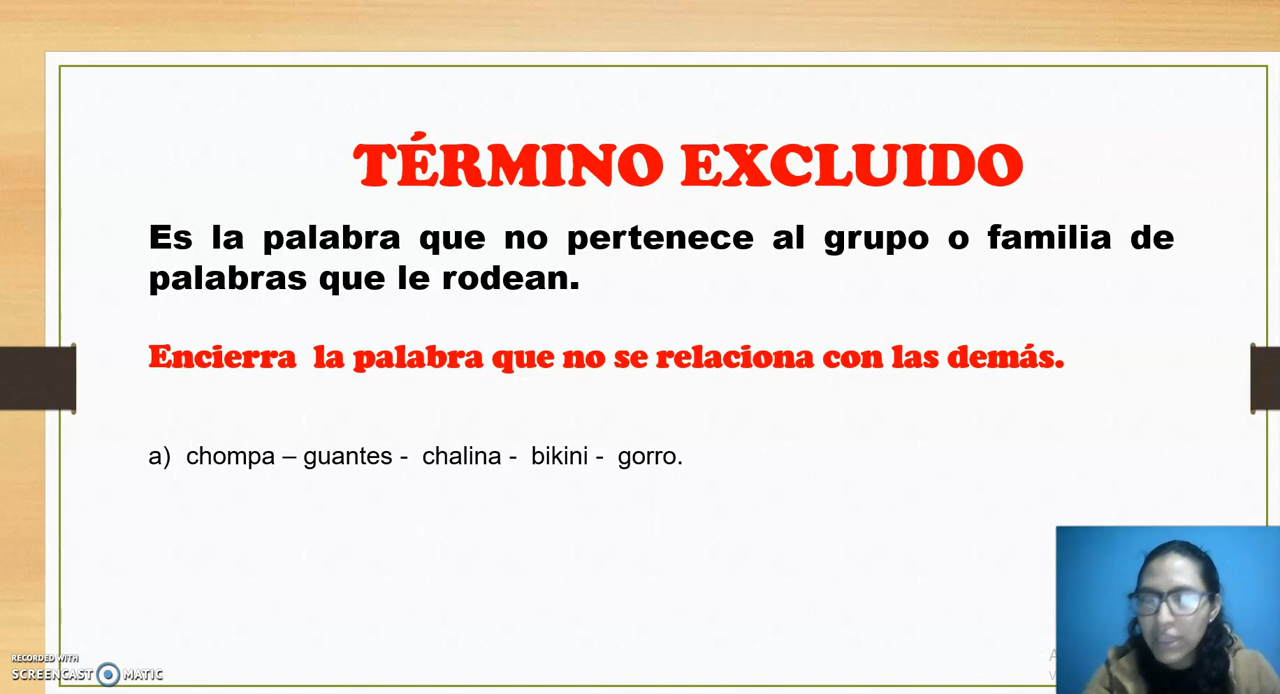 TÉRMINO EXCLUIDO
Es la palabra que no pertenece al grupo o familia de
palabras que le rodean.
Encierra la palabra que no se relaciona con las demás.
a) chompa – guantes - chalina - bikini - gorro.
RECORDED WITH
SCREENCAST MATIC